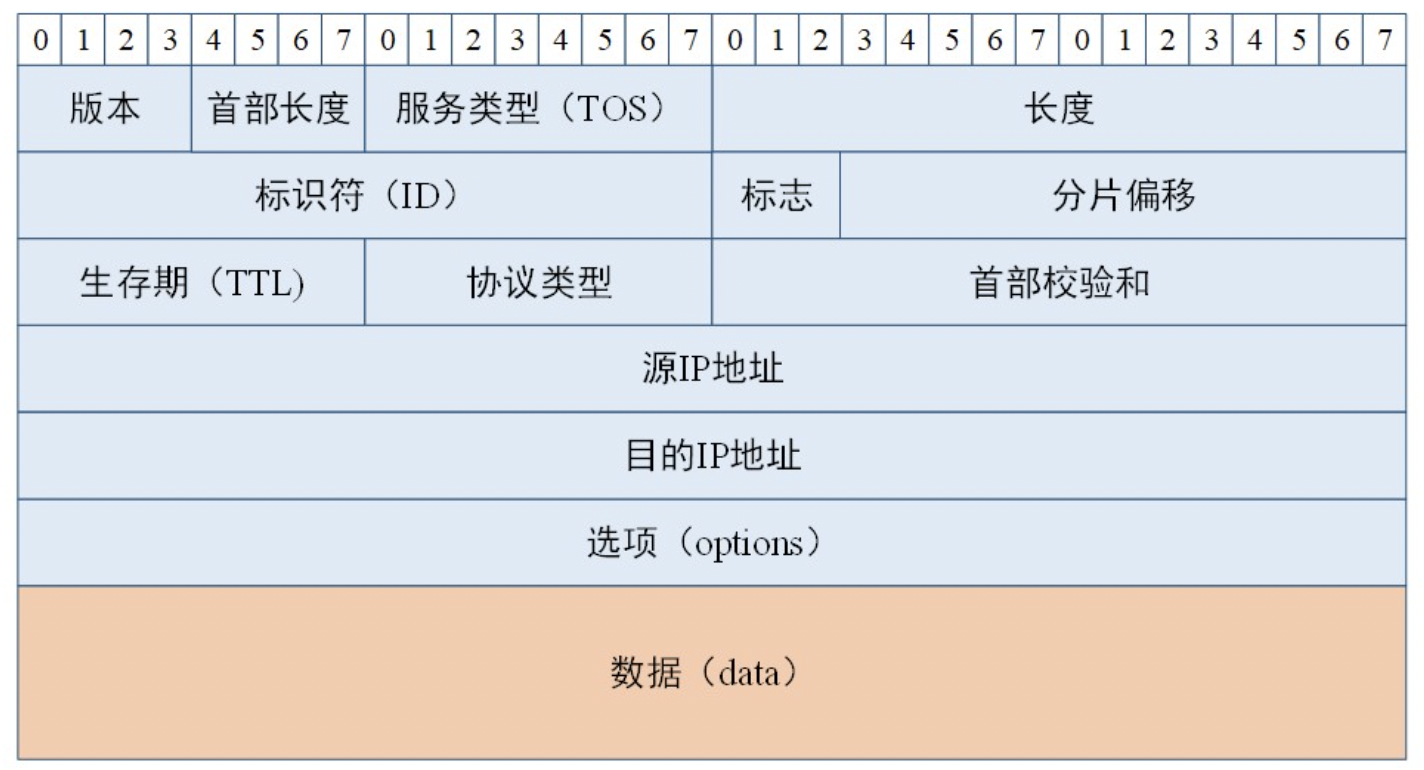 0 1 2 3 4 5 6 7 0 1 2 3 4 5 6 7 0 1 2 3 4 5 6 7 0 1 2 3 4 5 6 7
版本 首部长度 服务类型（TOS） 长度
标识符（ID） 标志 分片偏移
生存期（TTL) 协议类型 首部校验和
源IP地址
目的IP地址
选项（options）
数据（data）